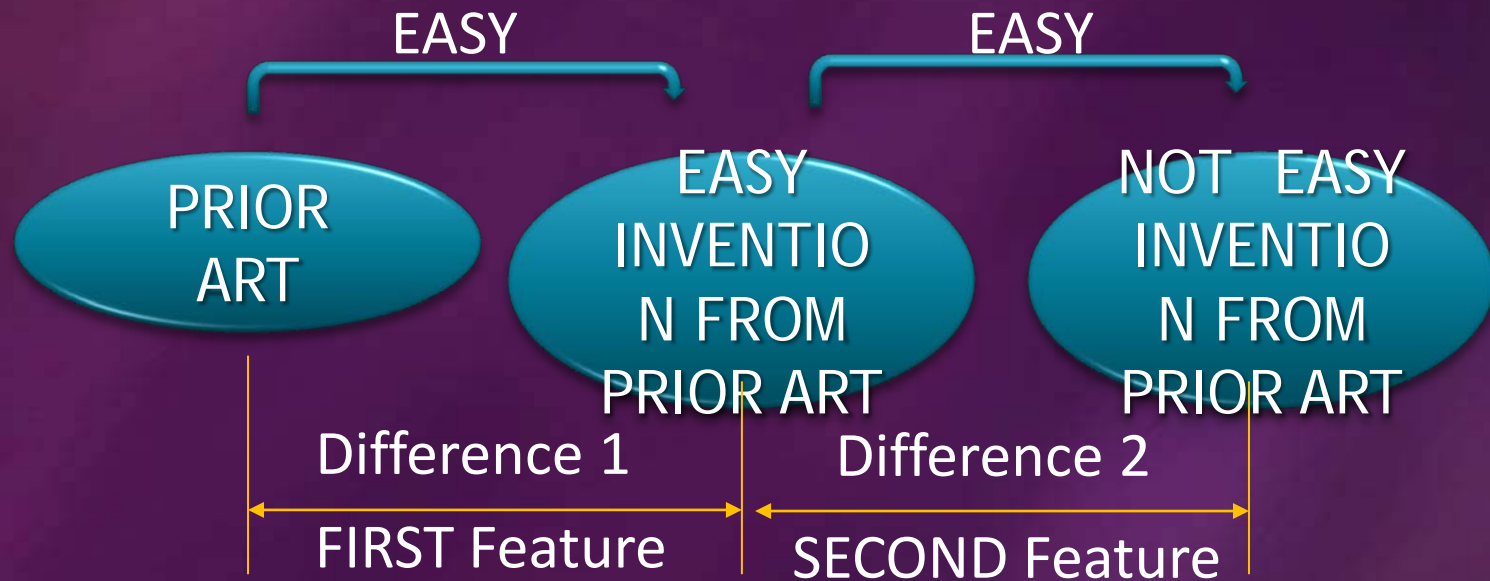 EASY
EASY
PRIOR
ART
EASY
INVENTIO
N FROM
PRIOR ART
NOT EASY
INVENTIO
N FROM
PRIOR ART
Difference 1
Difference 2
FIRST Feature
SECOND Feature